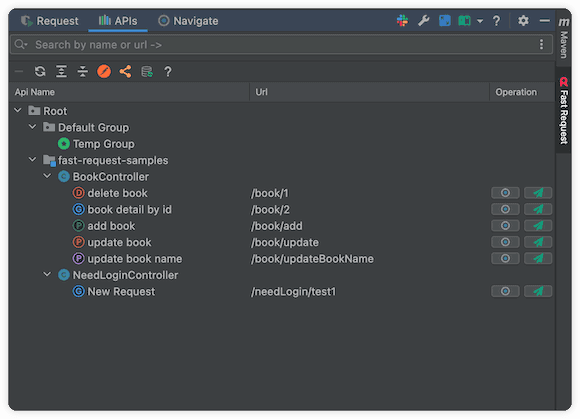 Request APIs Navigate ?
Search by name or url ->
?
Api Name Url Operation
Root
Default Group
Temp Group
fast-request-samples
C BookController
D delete book /book/1
G book detail by id /book/2
P add book /book/add
P update book /book/update
P update book name /book/updateBookName
C NeedLoginController
G New Request /needLogin/test1
m Maven
Fast Request